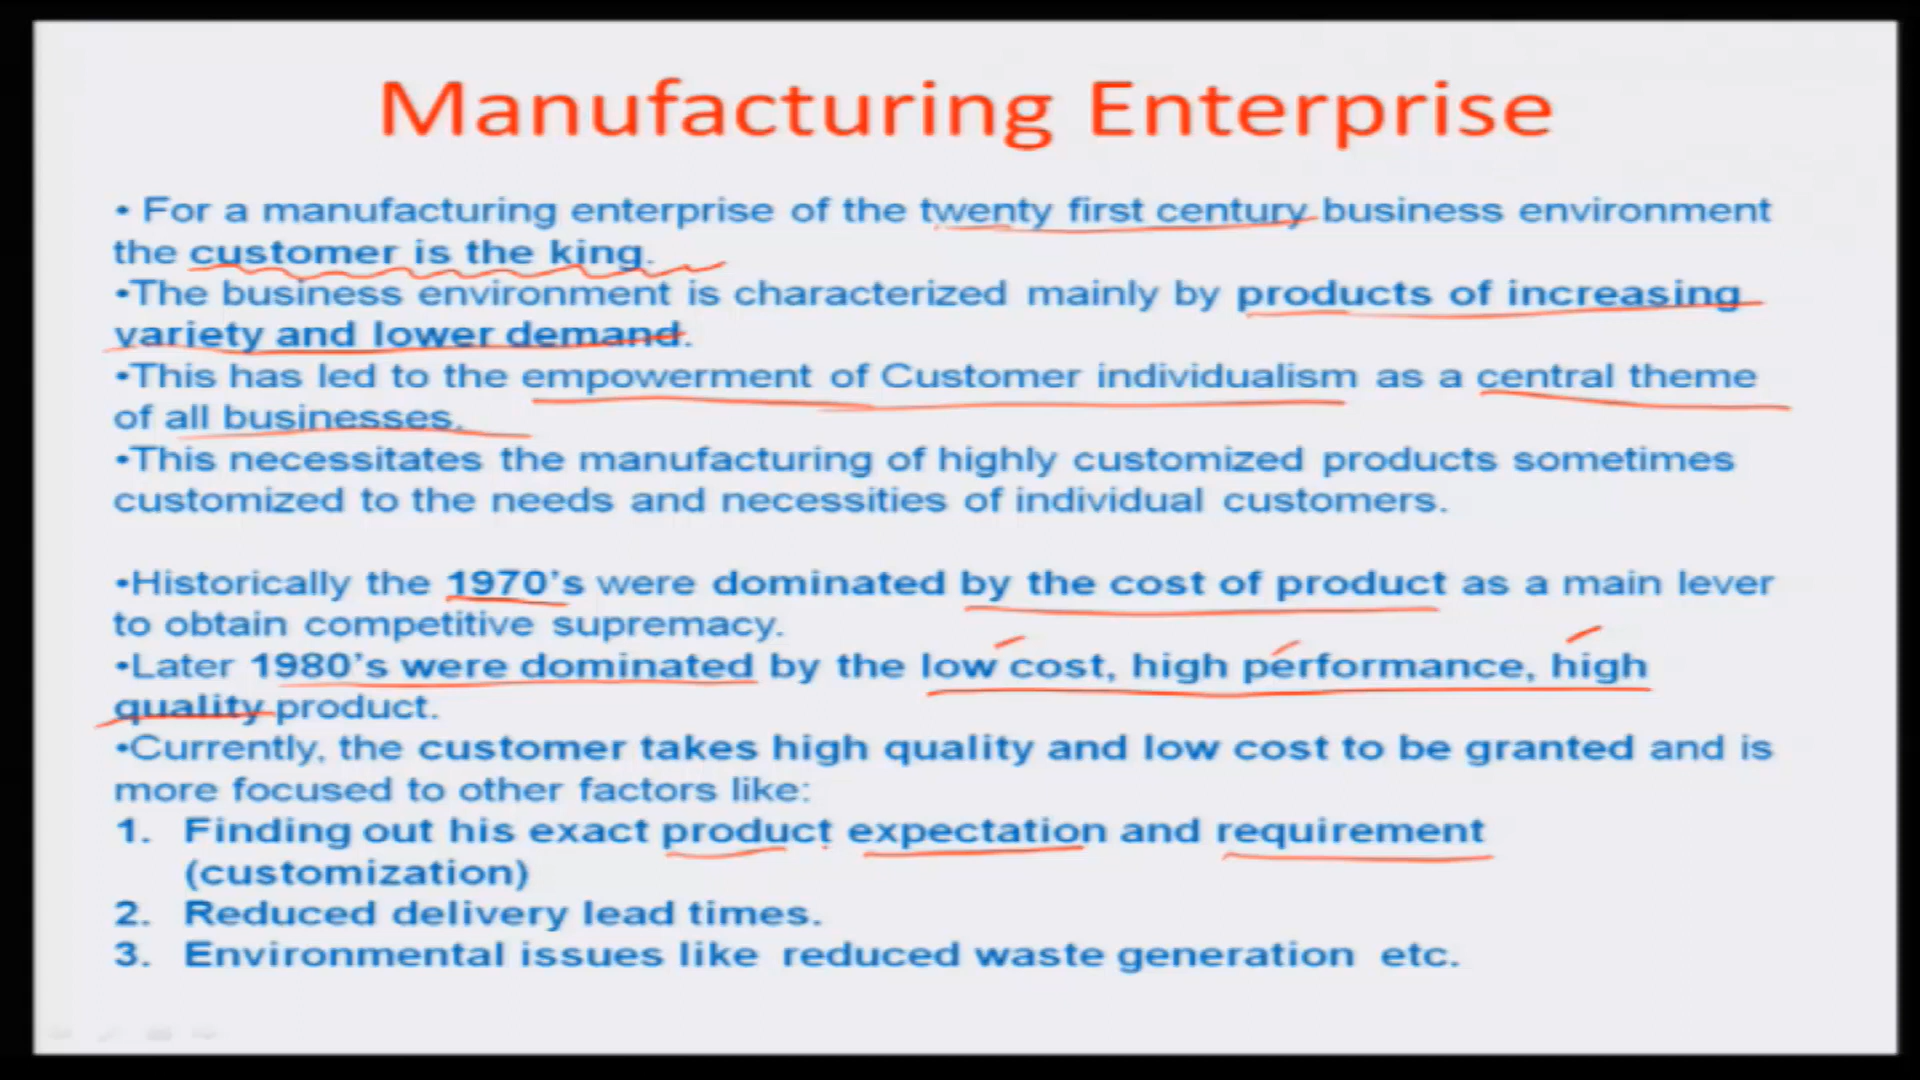 Manufacturing Enterprise
• For a manufacturing enterprise of the twenty first century business environment
the customer is the king.
•The business environment is characterized mainly by products of increasing
variety and lower demand.
•This has led to the empowerment of Customer individualism as a central theme
of all businesses.
•This necessitates the manufacturing of highly customized products sometimes
customized to the needs and necessities of individual customers.
•Historically the 1970's were dominated by the cost of product as a main lever
to obtain competitive supremacy.
•Later 1980's were dominated by the low cost, high performance, high
quality product.
•Currently, the customer takes high quality and low cost to be granted and is
more focused to other factors like:
1. Finding out his exact product expectation and requirement
(customization)
2. Reduced delivery lead times.
3. Environmental issues like reduced waste generation etc.